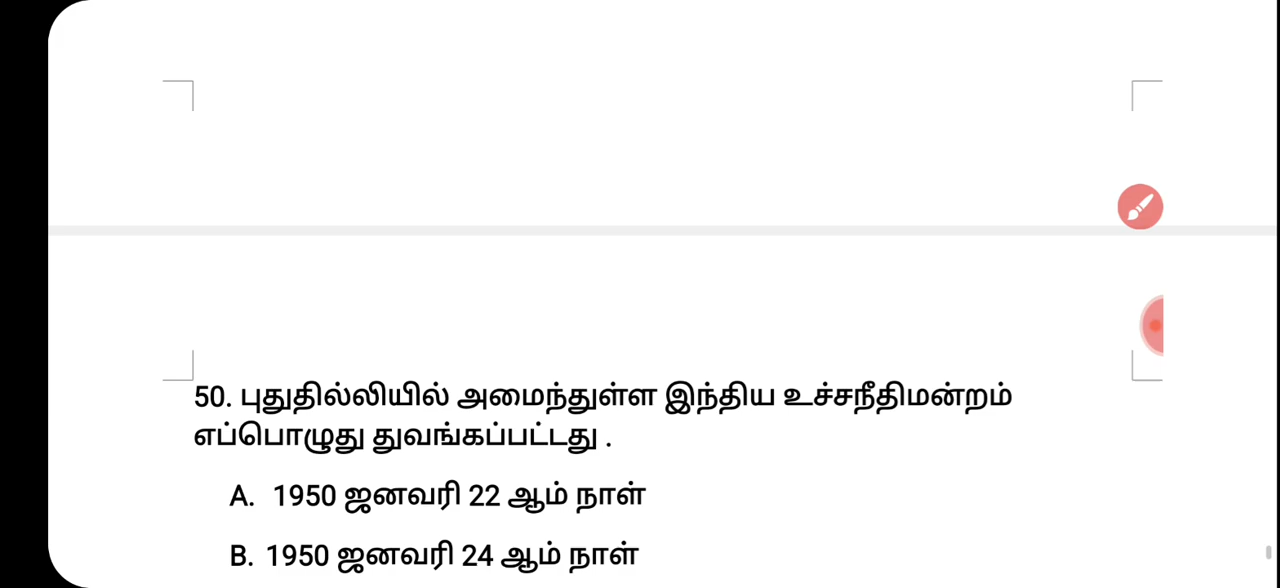 50. புதுதில்லியில் அமைந்துள்ள இந்திய உச்சநீதிமன்றம்
எப்பொழுது துவங்கப்பட்டது .
A. 1950 ஜனவரி 22 ஆம் நாள்
B. 1950 ஜனவரி 24 ஆம் நாள்